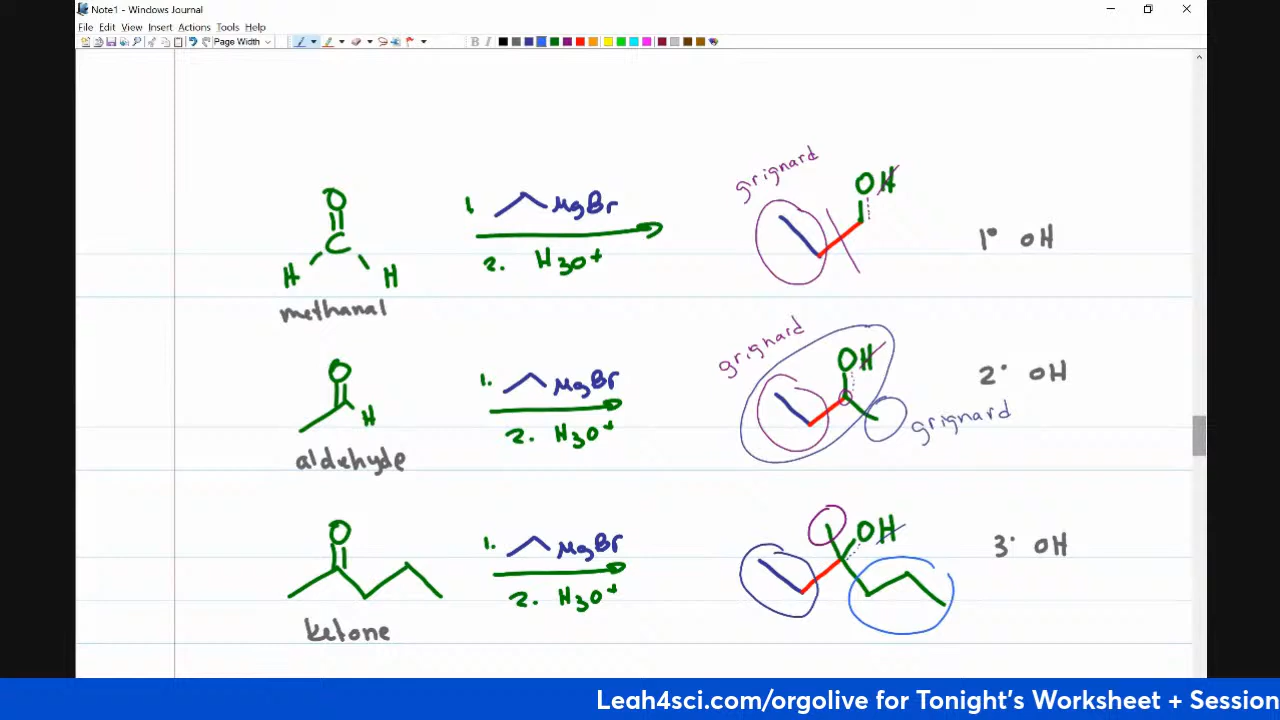 Note1 - Windows Journal
File Edit View Insert Actions Tools Help
Page Width
B I
grignard
O
C
H H
methanal
1. MgBr
2. H3O+
OH
1° OH
grignard
O
H
aldehyde
1. MgBr
2. H3O+
OH
grignard
2° OH
O
ketone
1. MgBr
2. H3O+
OH
3° OH
Leah4sci.com/orgolive for Tonight's Worksheet + Session